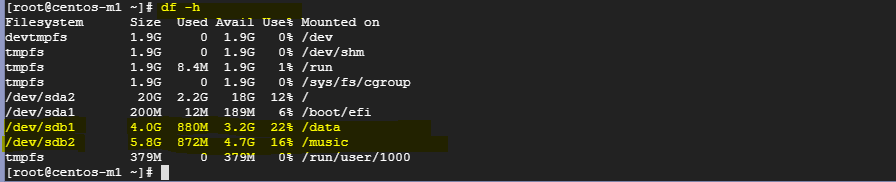 [root@centos-m1 ~]# df -h
Filesystem      Size  Used Avail Use% Mounted on
devtmpfs        1.9G     0  1.9G   0% /dev
tmpfs           1.9G     0  1.9G   0% /dev/shm
tmpfs           1.9G  8.4M  1.9G   1% /run
tmpfs           1.9G     0  1.9G   0% /sys/fs/cgroup
/dev/sda2        20G  2.2G   18G  12% /
/dev/sda1       200M   12M  189M   6% /boot/efi
/dev/sdb1       4.0G  880M  3.2G  22% /data
/dev/sdb2       5.8G  872M  4.7G  16% /music
tmpfs           379M     0  379M   0% /run/user/1000
[root@centos-m1 ~]#